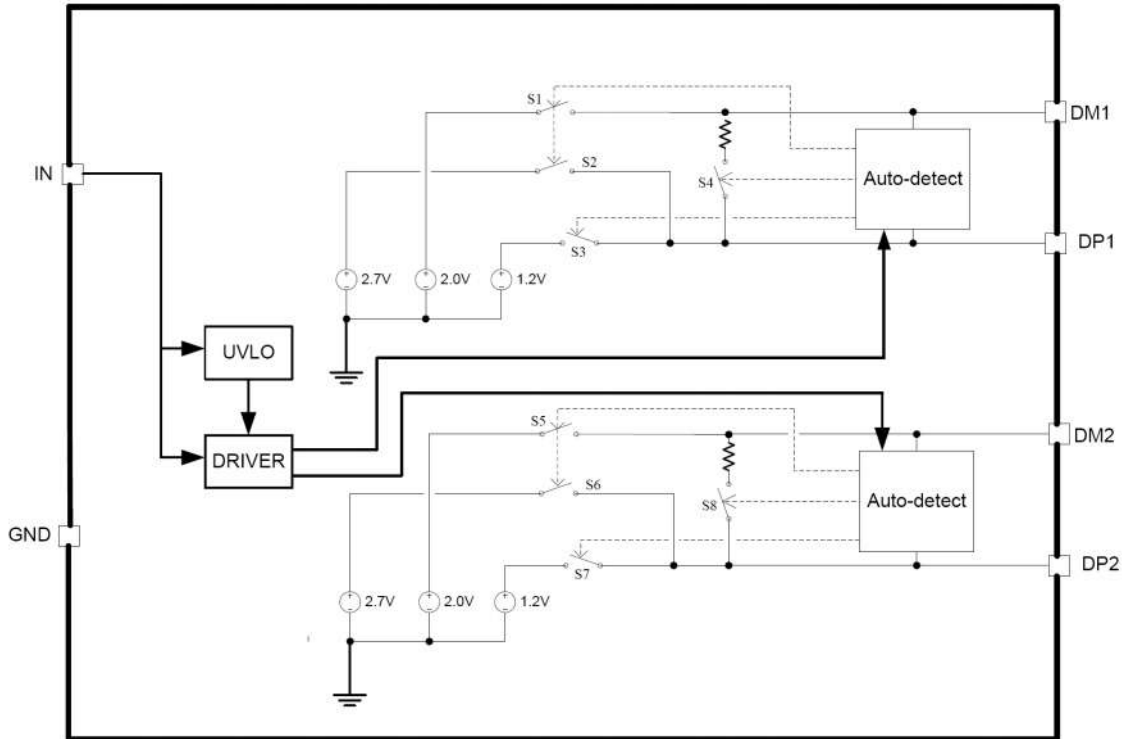 S1
DM1
IN
S2
Auto-detect
S4
S3
DP1
2.7V
2.0V
1.2V
UVLO
S5
DM2
DRIVER
S6
S8
Auto-detect
GND
S7
DP2
2.7V
2.0V
1.2V